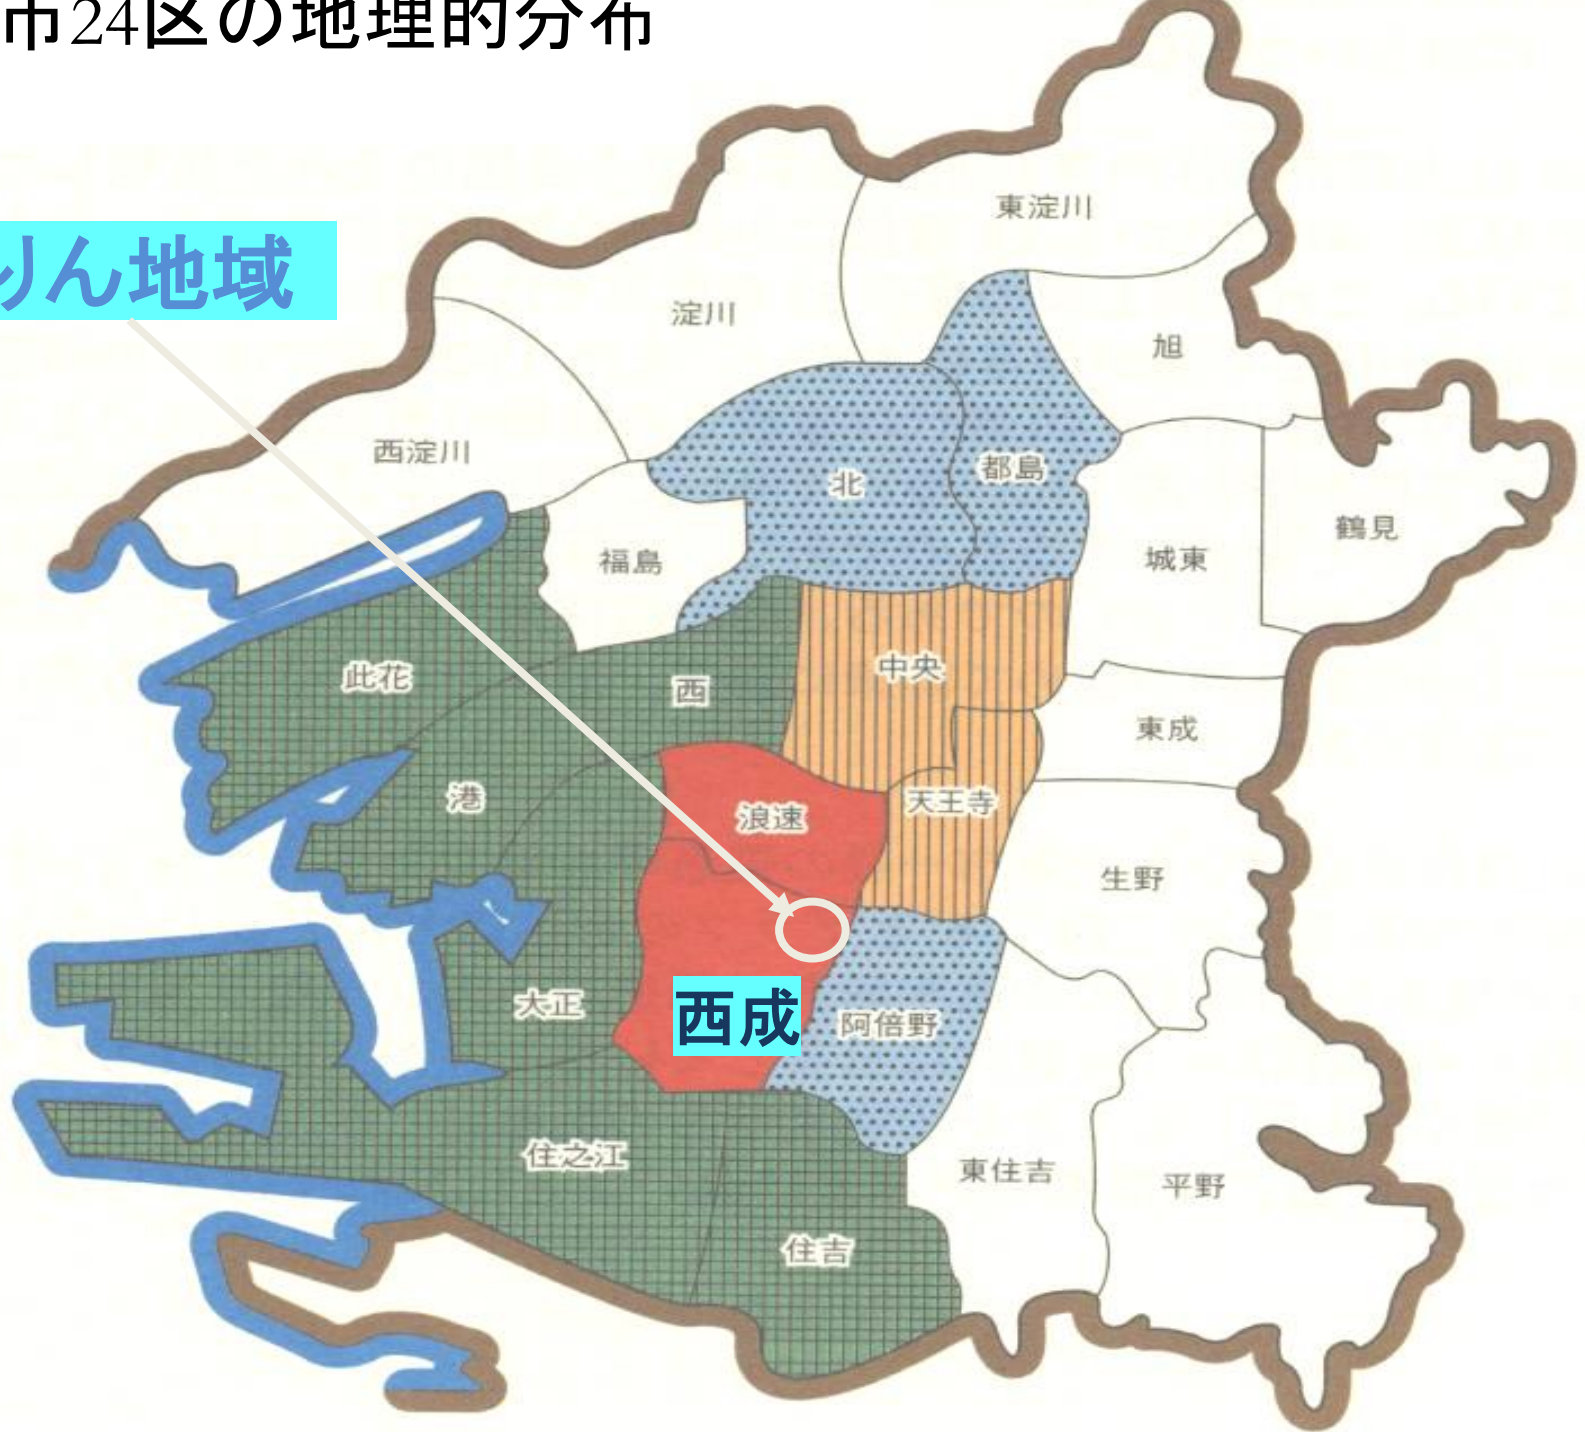 市24区の地理的分布
東淀川
りん地域
淀川
旭
西淀川
北
都島
鶴見
福島
城東
此花
西
中央
東成
港
浪速
天王寺
生野
大正
西成
阿倍野
住之江
東住吉
平野
住吉